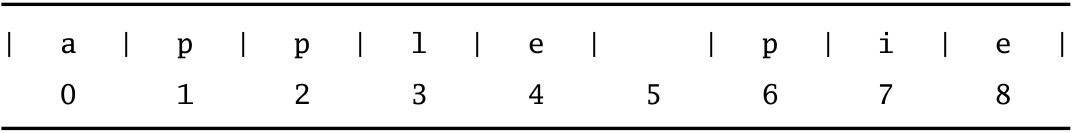 | a | p | p | l | e | | p | i | e |
0 1 2 3 4 5 6 7 8